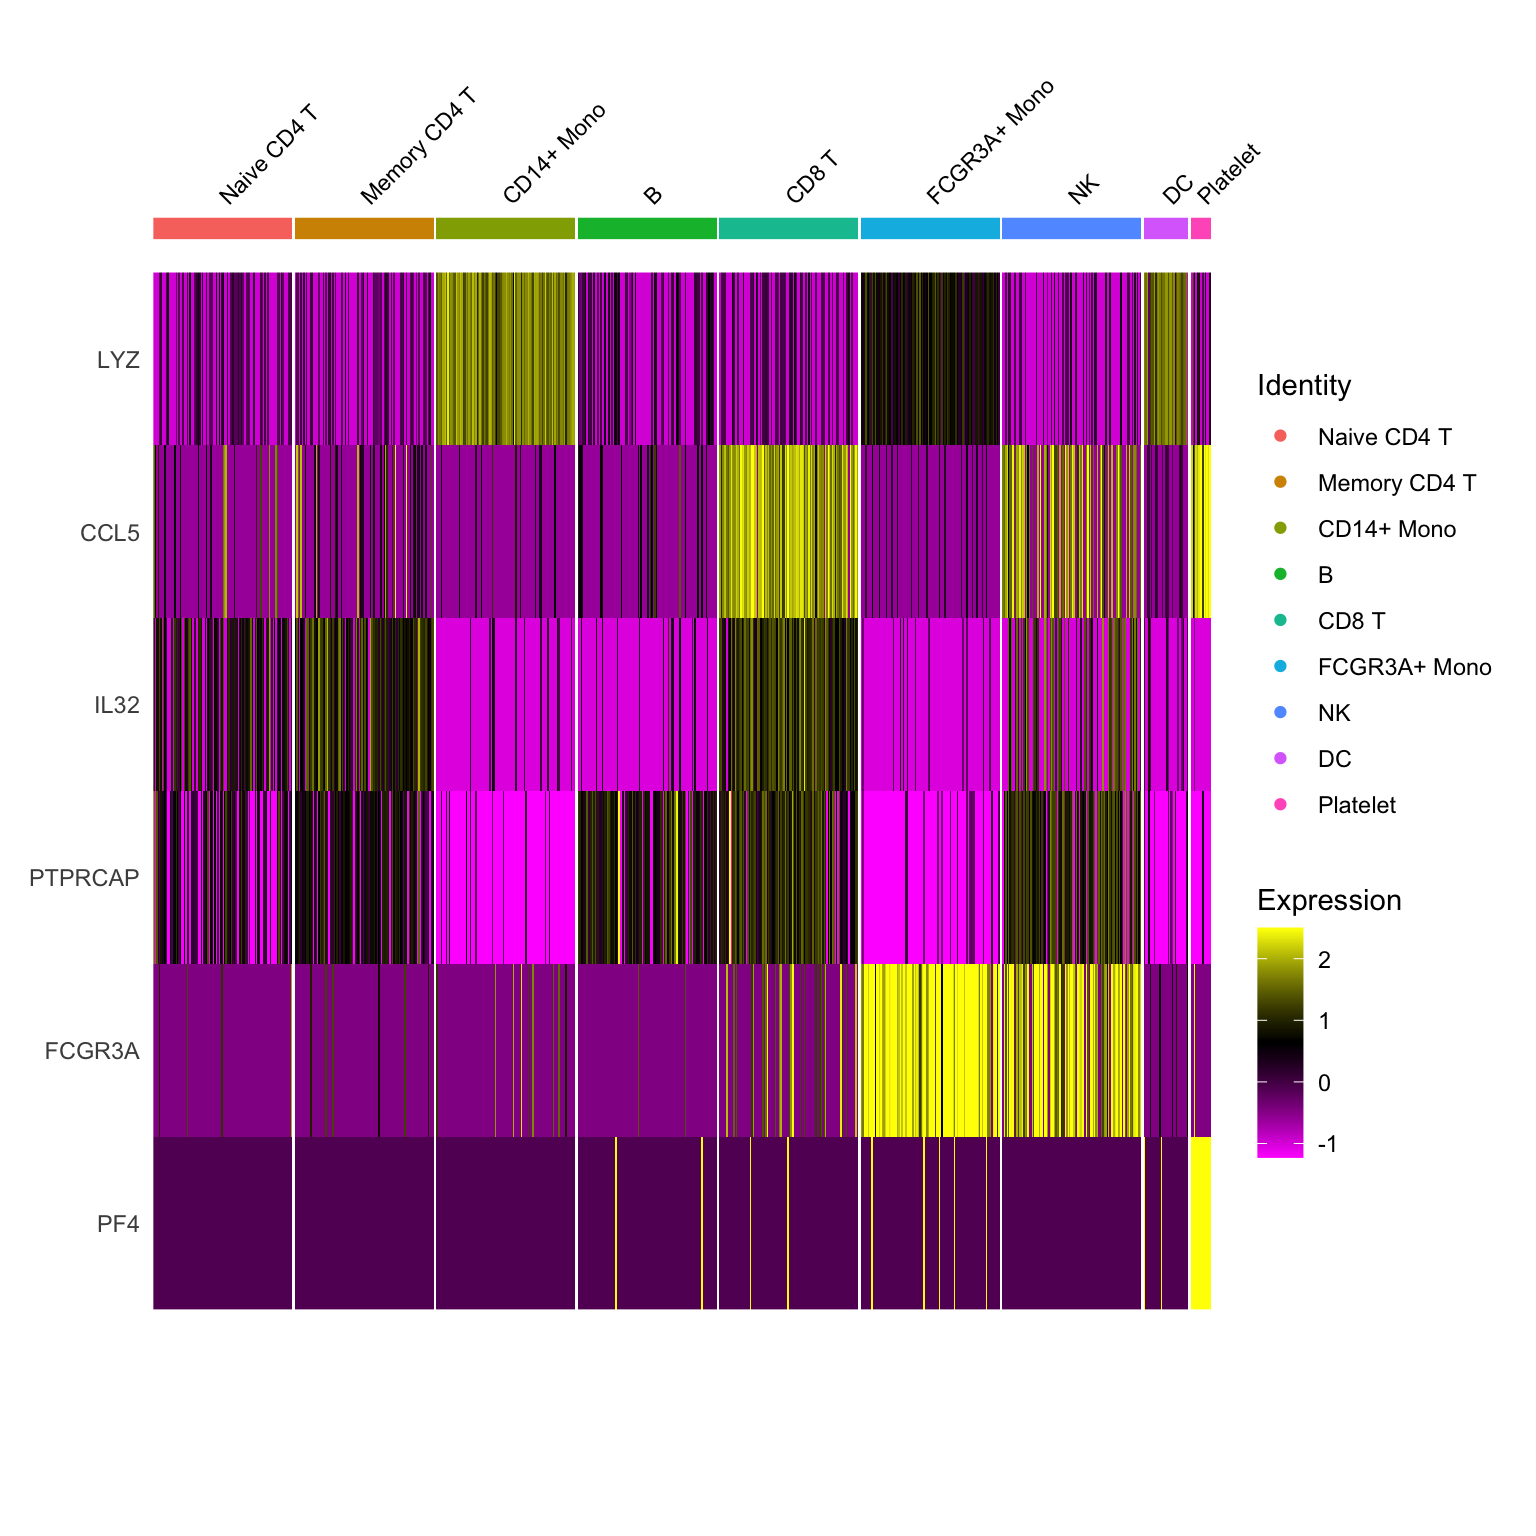 Naive CD4 T
Memory CD4 T
CD14+ Mono
B
CD8 T
FCGR3A+ Mono
NK
DC
Platelet
LYZ
CCL5
IL32
PTPRCAP
FCGR3A
PF4
Identity
Naive CD4 T
Memory CD4 T
CD14+ Mono
B
CD8 T
FCGR3A+ Mono
NK
DC
Platelet
Expression
2
1
0
-1